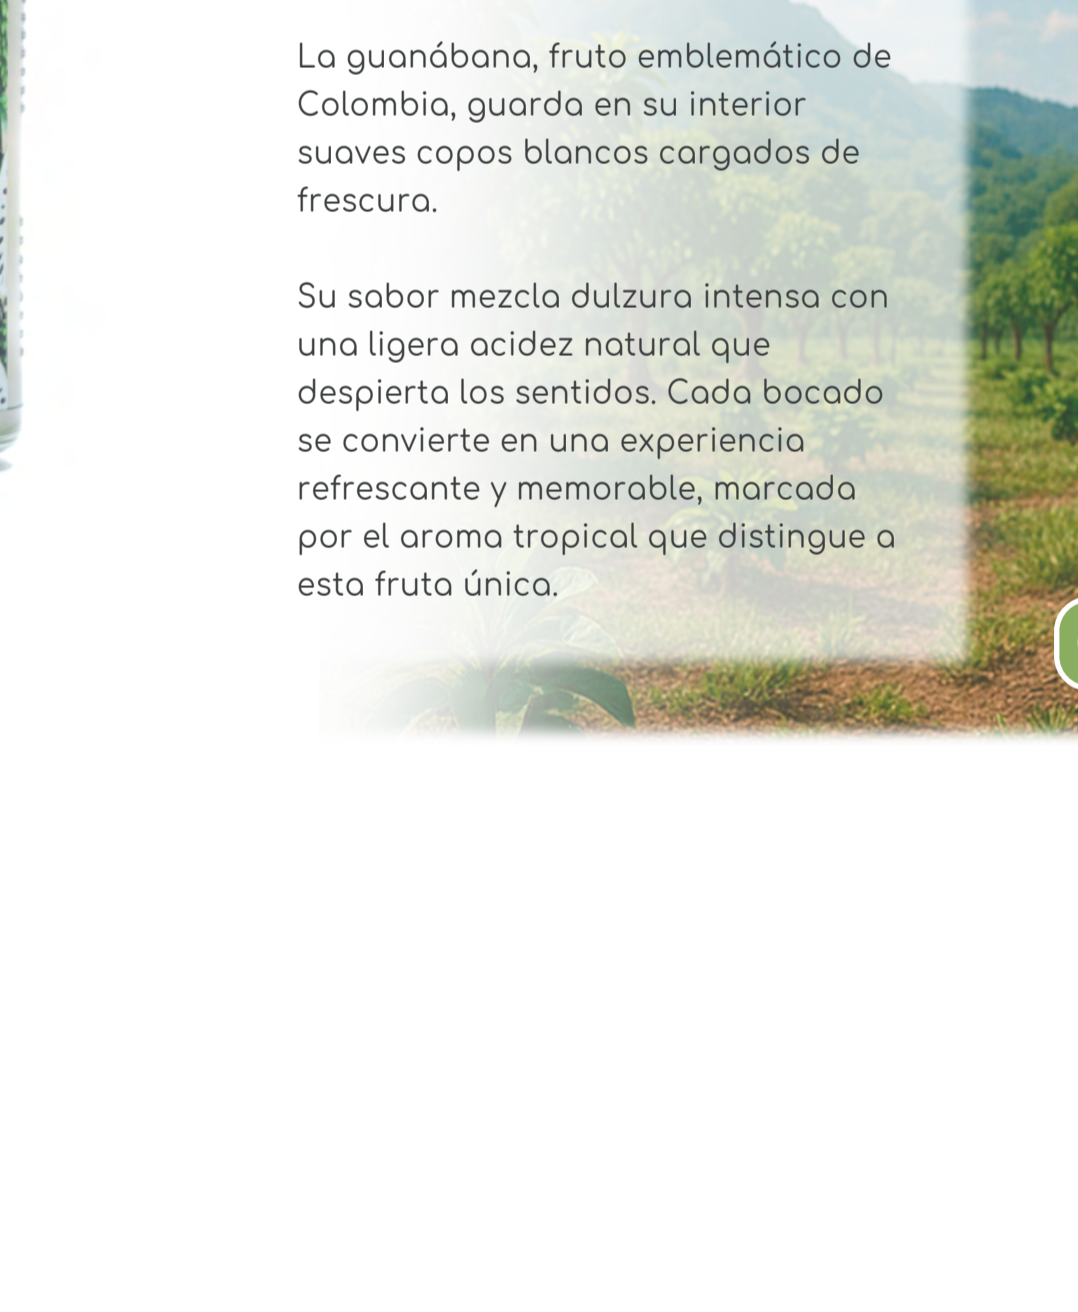 La guanábana, fruto emblemático de
Colombia, guarda en su interior
suaves copos blancos cargados de
frescura.
Su sabor mezcla dulzura intensa con
una ligera acidez natural que
despierta los sentidos. Cada bocado
se convierte en una experiencia
refrescante y memorable, marcada
por el aroma tropical que distingue a
esta fruta única.